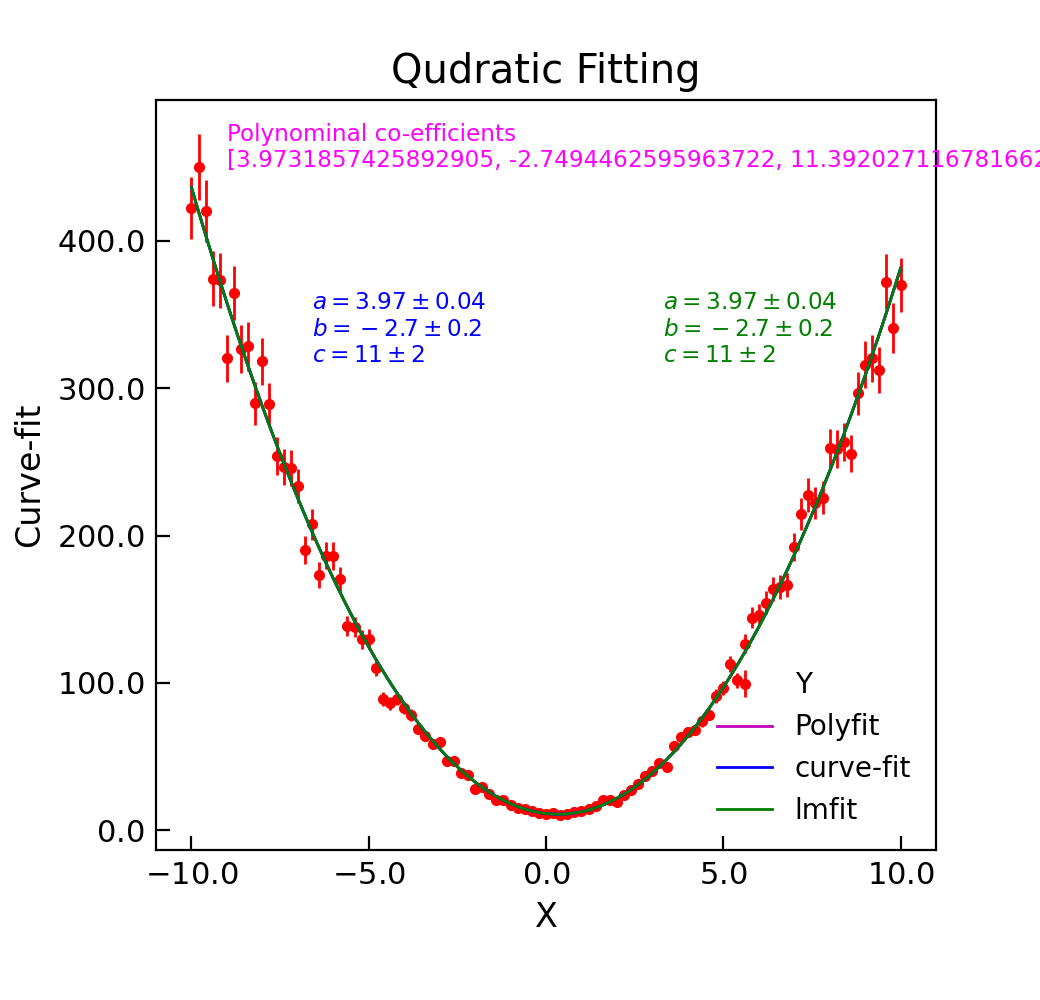 Qudratic Fitting
Polynominal co-efficients
[3.9731857425892905, -2.7494462595963722, 11.392027116781662
a = 3.97 ± 0.04
b = −2.7 ± 0.2
c = 11 ± 2
a = 3.97 ± 0.04
b = −2.7 ± 0.2
c = 11 ± 2
400.0
300.0
200.0
100.0
0.0
Curve-fit
Y
Polyfit
curve-fit
lmfit
−10.0 −5.0 0.0 5.0 10.0
X